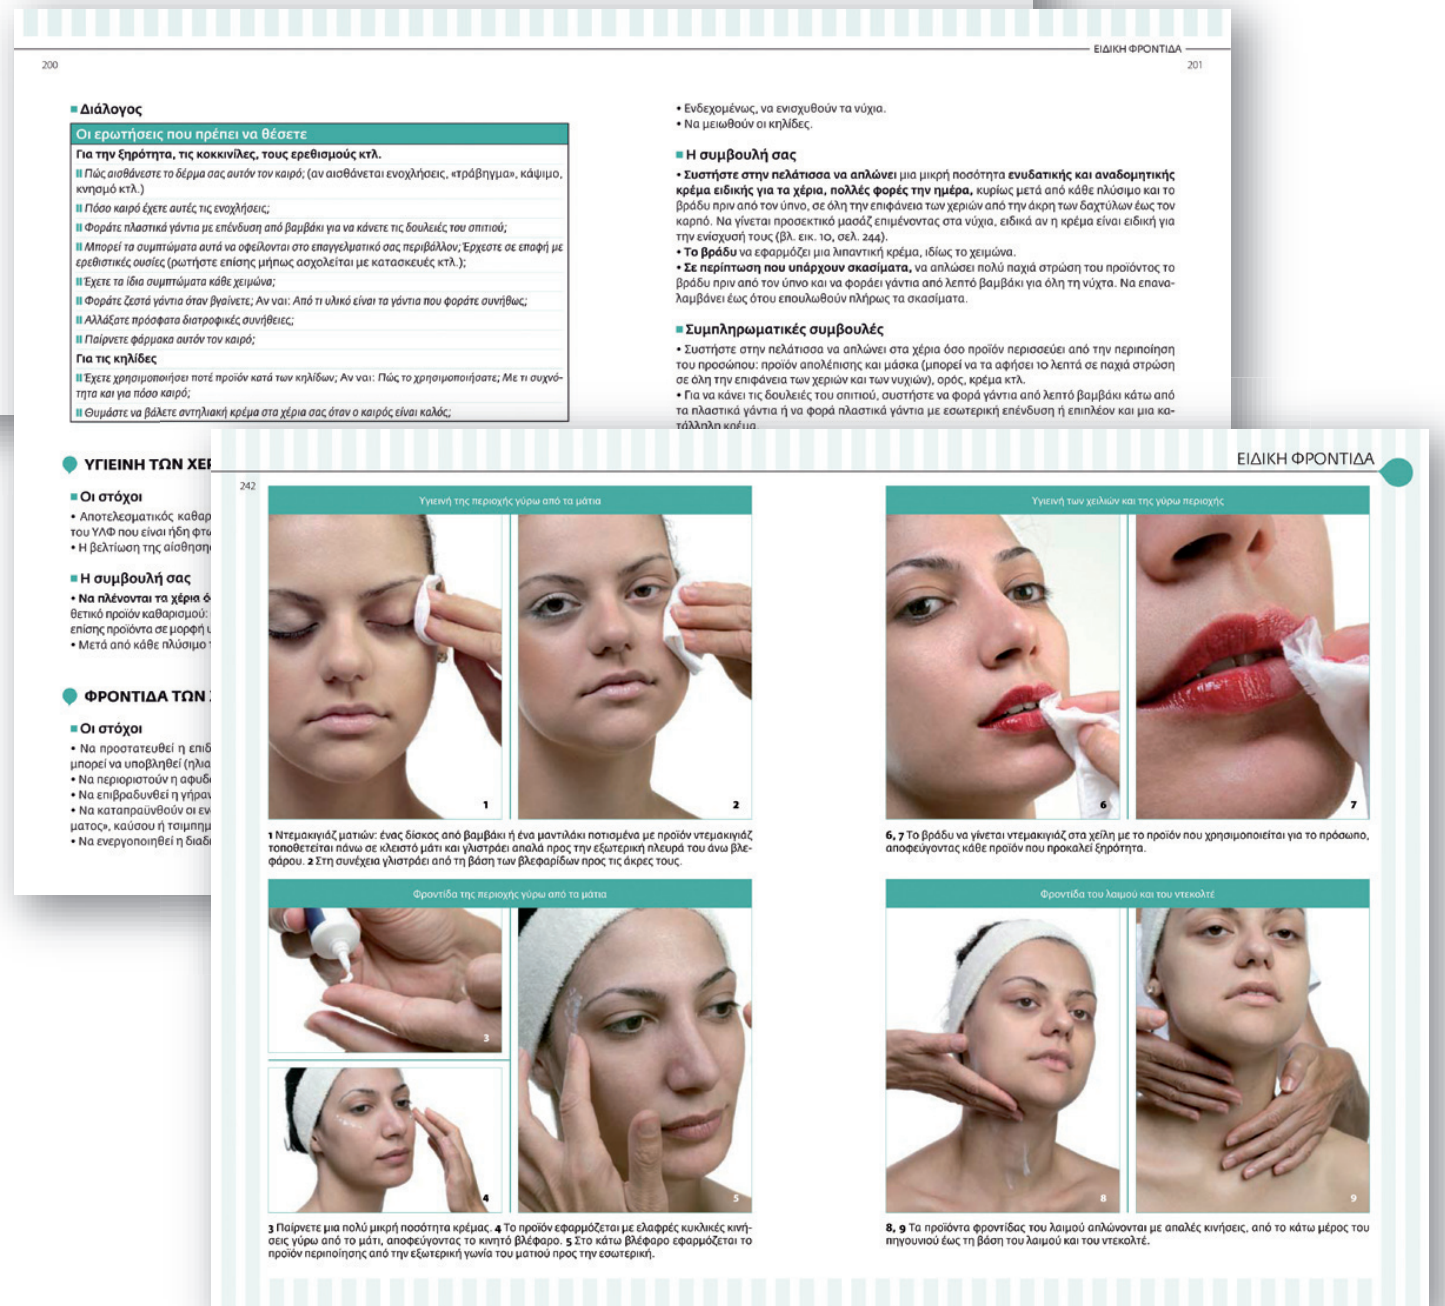 ΕΙΔΙΚΗ ΦΡΟΝΤΙΔΑ
200
201
Διάλογος
Οι ερωτήσεις που πρέπει να θέσετε
Για την ξηρότητα, τις κοκκινίλες, τους ερεθισμούς κτλ.
Πώς αισθάνεστε το δέρμα σας αυτόν τον καιρό; (αν αισθάνεται ενοχλήσεις, «τράβηγμα», κάψιμο,
κνησμό κτλ.)
Πόσο καιρό έχετε αυτές τις ενοχλήσεις;
Φοράτε πλαστικά γάντια με επένδυση από βαμβάκι για να κάνετε τις δουλειές του σπιτιού;
Μπορεί τα συμπτώματα αυτά να οφείλονται στο επαγγελματικό σας περιβάλλον; Έρχεστε σε επαφή με
ερεθιστικές ουσίες (ρωτήστε επίσης μήπως ασχολείται με κατασκευές κτλ.);
Έχετε τα ίδια συμπτώματα κάθε χειμώνα;
Φοράτε ζεστά γάντια όταν βγαίνετε; Αν ναι: Από τι υλικό είναι τα γάντια που φοράτε συνήθως;
Αλλάξατε πρόσφατα διατροφικές συνήθειες;
Παίρνετε φάρμακα αυτόν τον καιρό;
Για τις κηλίδες
Έχετε χρησιμοποιήσει ποτέ προϊόν κατά των κηλίδων; Αν ναι: Πώς το χρησιμοποιήσατε; Με τι συχνό-
τητα και για πόσο καιρό;
Θυμάστε να βάλετε αντηλιακή κρέμα στα χέρια σας όταν ο καιρός είναι καλός;
ΥΓΙΕΙΝΗ ΤΩΝ ΧΕΡ
Οι στόχοι
• Αποτελεσματικός καθαρ
του ΥΛΦ που είναι ήδη φτω
• Η βελτίωση της αίσθηση
Η συμβουλή σας
• Να πλένονται τα χέρια ό
θετικό προϊόν καθαρισμού:
επίσης προϊόντα σε μορφή υ
• Μετά από κάθε πλύσιμο
ΦΡΟΝΤΙΔΑ ΤΩΝ
Οι στόχοι
• Να προστατευθεί η επιδ
μπορεί να υποβληθεί (ηλια
• Να περιοριστούν η αφυδ
• Να επιβραδυνθεί η γήραν
• Να καταπραϋνθούν οι εν
ματος», καύσου ή τσιμπημ
• Να ενεργοποιηθεί η διαδι
• Ενδεχομένως, να ενισχυθούν τα νύχια.
• Να μειωθούν οι κηλίδες.
Η συμβουλή σας
• Συστήστε στην πελάτισσα να απλώνει μια μικρή ποσότητα ενυδατικής και αναδομητικής
κρέμα ειδικής για τα χέρια, πολλές φορές την ημέρα, κυρίως μετά από κάθε πλύσιμο και το
βράδυ πριν από τον ύπνο, σε όλη την επιφάνεια των χεριών από την άκρη των δαχτύλων έως τον
καρπό. Να γίνεται προσεκτικό μασάζ επιμένοντας στα νύχια, ειδικά αν η κρέμα είναι ειδική για
την ενίσχυσή τους (βλ. εικ. 10, σελ. 244).
• Το βράδυ να εφαρμόζει μια λιπαντική κρέμα, ιδίως το χειμώνα.
• Σε περίπτωση που υπάρχουν σκασίματα, να απλώσει πολύ παχιά στρώση του προϊόντος το
βράδυ πριν από τον ύπνο και να φοράει γάντια από λεπτό βαμβάκι για όλη τη νύχτα. Να επανα-
λαμβάνει έως ότου επουλωθούν πλήρως τα σκασίματα.
Συμπληρωματικές συμβουλές
• Συστήστε στην πελάτισσα να απλώνει στα χέρια όσο προϊόν περισσεύει από την περιποίηση
του προσώπου: προϊόν απολέπισης και μάσκα (μπορεί να τα αφήσει 10 λεπτά σε παχιά στρώση
σε όλη την επιφάνεια των χεριών και των νυχιών), ορός, κρέμα κτλ.
• Για να κάνει τις δουλειές του σπιτιού, συστήστε να φορά γάντια από λεπτό βαμβάκι κάτω από
τα πλαστικά γάντια ή να φορά πλαστικά γάντια με εσωτερική επένδυση ή επιπλέον και μια κα-
τάλληλη κρέμα.
ΕΙΔΙΚΗ ΦΡΟΝΤΙΔΑ
242
Υγιεινή της περιοχής γύρω από τα μάτια
1
2
1 Ντεμακιγιάζ ματιών: ένας δίσκος από βαμβάκι ή ένα μαντιλάκι ποτισμένα με προϊόν ντεμακιγιάζ
τοποθετείται πάνω σε κλειστό μάτι και γλιστράει απαλά προς την εξωτερική πλευρά του άνω βλε-
φάρου. 2 Στη συνέχεια γλιστράει από τη βάση των βλεφαρίδων προς τις άκρες τους.
Φροντίδα της περιοχής γύρω από τα μάτια
3
4
5
3 Παίρνετε μια πολύ μικρή ποσότητα κρέμας. 4 Το προϊόν εφαρμόζεται με ελαφρές κυκλικές κινή-
σεις γύρω από το μάτι, αποφεύγοντας το κινητό βλέφαρο. 5 Στο κάτω βλέφαρο εφαρμόζεται το
προϊόν περιποίησης από την εξωτερική γωνία του ματιού προς την εσωτερική.
Υγιεινή των χειλιών και της γύρω περιοχής
6
7
6, 7 Το βράδυ να γίνεται ντεμακιγιάζ στα χείλη με το προϊόν που χρησιμοποιείται για το πρόσωπο,
αποφεύγοντας κάθε προϊόν που προκαλεί ξηρότητα.
Φροντίδα του λαιμού και του ντεκολτέ
8
9
8, 9 Τα προϊόντα φροντίδας του λαιμού απλώνονται με απαλές κινήσεις, από το κάτω μέρος του
πηγουνιού έως τη βάση του λαιμού και του ντεκολτέ.